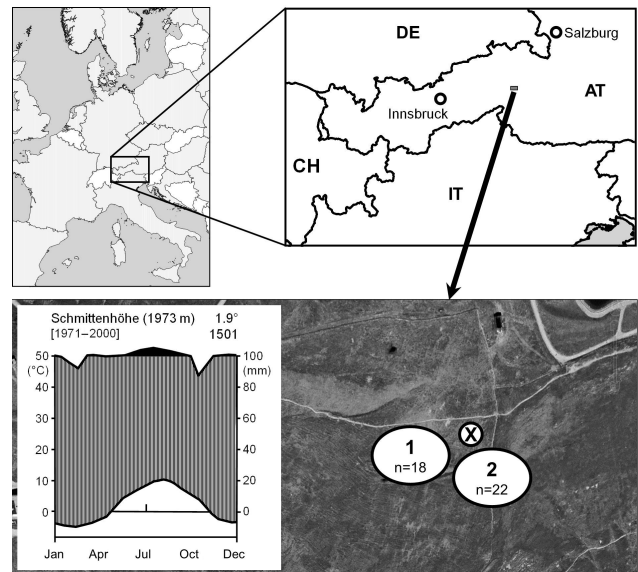 DE
Salzburg
AT
Innsbruck
CH
IT
Schmittenhöhe (1973 m) 1.9°
[1971–2000] 1501
50 100
(°C) (mm)
40 80
30 60
20 40
10 20
0 0
Jan Apr Jul Oct Dec
X
1
n=18
2
n=22